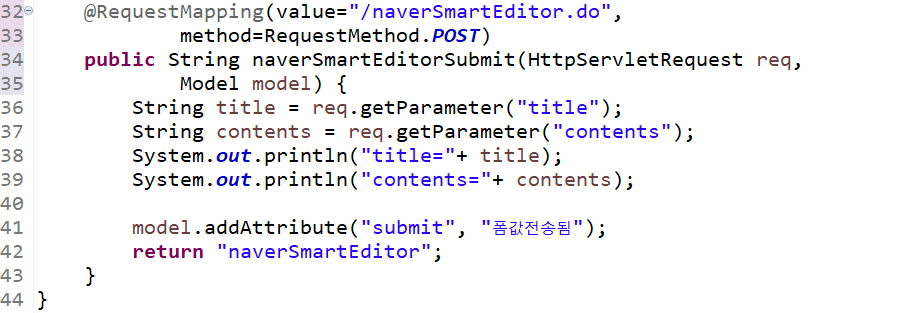 32 @RequestMapping(value="/naverSmartEditor.do",
33 method=RequestMethod.POST)
34 public String naverSmartEditorSubmit(HttpServletRequest req,
35 Model model) {
36 String title = req.getParameter("title");
37 String contents = req.getParameter("contents");
38 System.out.println("title="+ title);
39 System.out.println("contents="+ contents);
40
41 model.addAttribute("submit", "폼값전송됨");
42 return "naverSmartEditor";
43 }
44 }